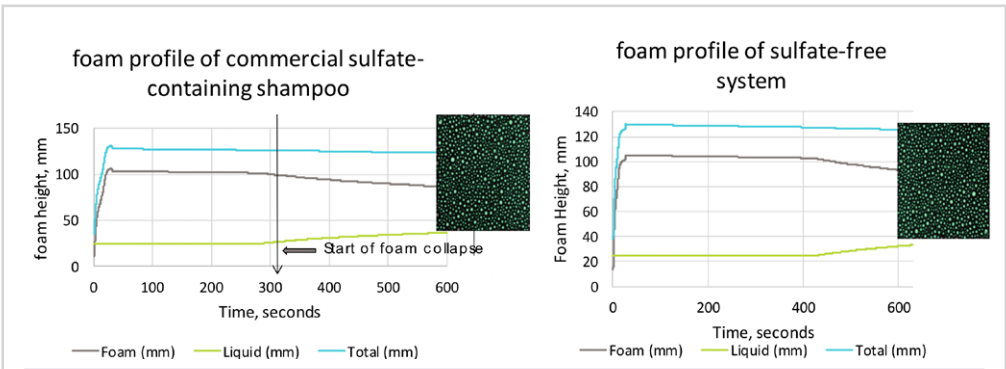 foam profile of commercial sulfate-
containing shampoo
foam height, mm
150
100
50
0
0 100 200 300 400 500 600
Start of foam collapse
Time, seconds
Foam (mm) Liquid (mm) Total (mm)
foam profile of sulfate-free
system
Foam Height, mm
140
120
100
80
60
40
20
0
0 200 400 600
Time, seconds
Foam (mm) Liquid (mm) Total (mm)